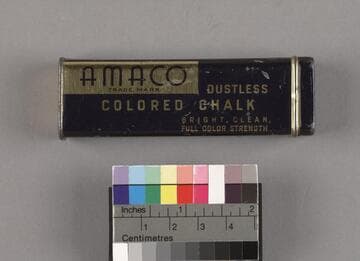 AMACO
TRADE MARK
DUSTLESS
COLORED CHALK
BRIGHT, CLEAN,
FULL COLOR STRENGTH
Inches 1 2
1 2 3 4
Centimetres